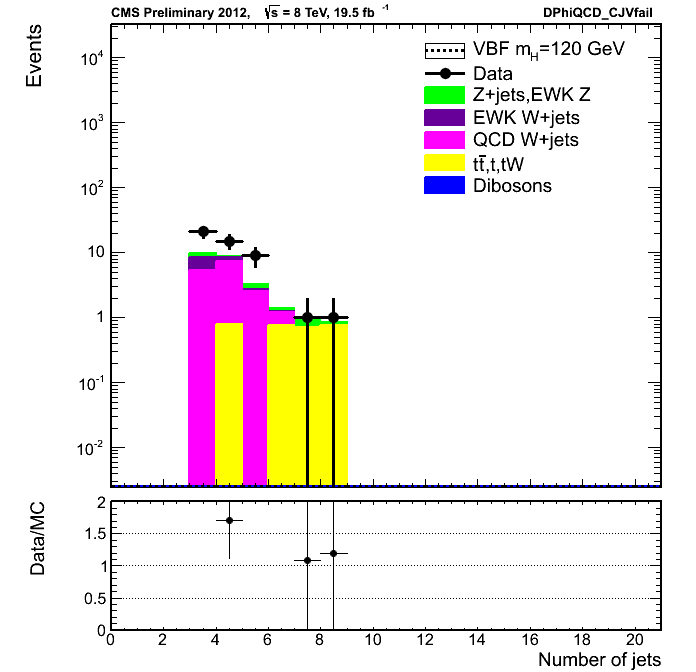 CMS Preliminary 2012, √s = 8 TeV, 19.5 fb⁻¹ DPhiQCD_CJVfail
Events
10⁴
10³
10²
10
1
10⁻¹
10⁻²
VBF m_H=120 GeV
Data
Z+jets,EWK Z
EWK W+jets
QCD W+jets
tt̄,t,tW
Dibosons
Data/MC
2
1.5
1
0.5
0
0 2 4 6 8 10 12 14 16 18 20
Number of jets